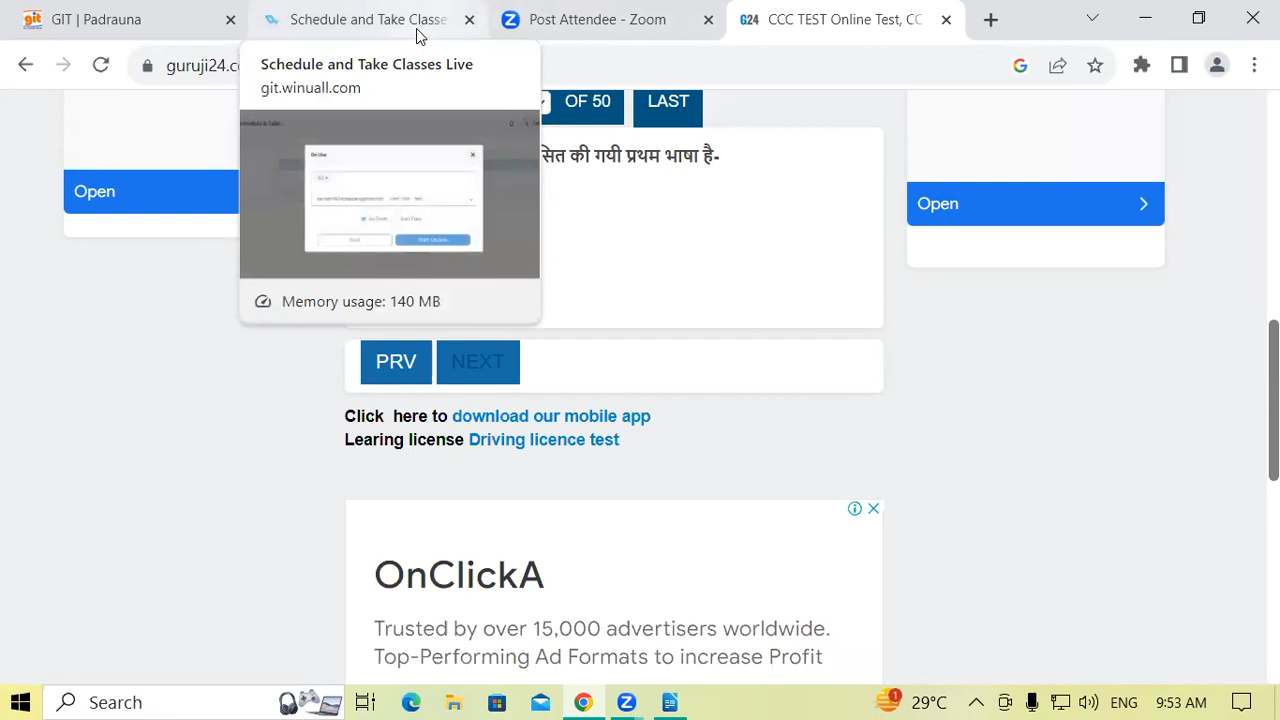 GIT | Padrauna
Schedule and Take Classe
Post Attendee - Zoom
G24 CCC TEST Online Test, CC
guruji24.c
Schedule and Take Classes Live
git.winuall.com
Memory usage: 140 MB
OF 50
LAST
सित की गयी प्रथम भाषा है-
Open
Open
PRV
NEXT
Click here to download our mobile app
Learing license Driving licence test
OnClickA
Trusted by over 15,000 advertisers worldwide.
Top-Performing Ad Formats to increase Profit
Search
1
29°C
ENG
9:53 AM